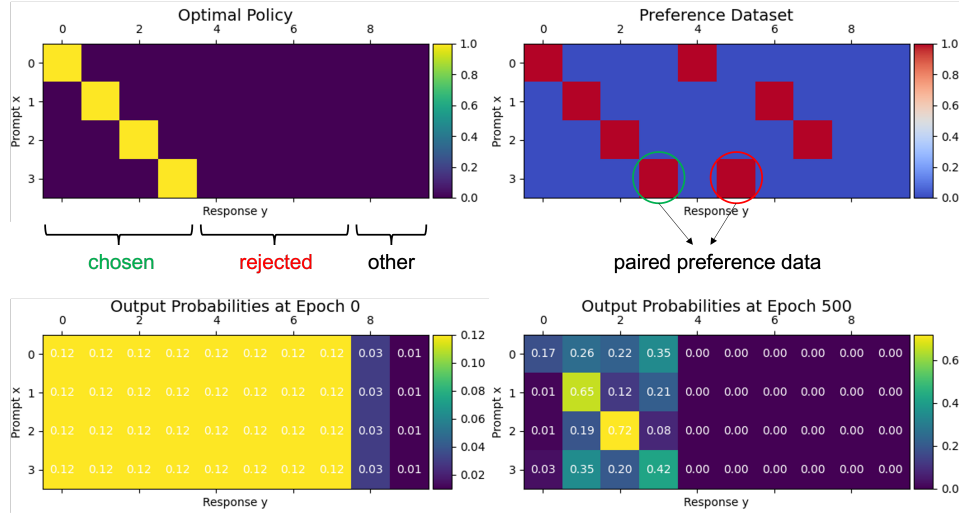 Optimal Policy
0 2 4 6 8
0
1
2
3
Prompt x
Response y
1.0
0.8
0.6
0.4
0.2
0.0
chosen
rejected
other
Preference Dataset
0 2 4 6 8
0
1
2
3
Prompt x
Response y
1.0
0.8
0.6
0.4
0.2
0.0
paired preference data
Output Probabilities at Epoch 0
0 2 4 6 8
0 0.12 0.12 0.12 0.12 0.12 0.12 0.12 0.12 0.03 0.01
1 0.12 0.12 0.12 0.12 0.12 0.12 0.12 0.12 0.03 0.01
2 0.12 0.12 0.12 0.12 0.12 0.12 0.12 0.12 0.03 0.01
3 0.12 0.12 0.12 0.12 0.12 0.12 0.12 0.12 0.03 0.01
Prompt x
Response y
0.12
0.10
0.08
0.06
0.04
0.02
Output Probabilities at Epoch 500
0 2 4 6 8
0 0.17 0.26 0.22 0.35 0.00 0.00 0.00 0.00 0.00 0.00
1 0.01 0.65 0.12 0.21 0.00 0.00 0.00 0.00 0.00 0.00
2 0.01 0.19 0.72 0.08 0.00 0.00 0.00 0.00 0.00 0.00
3 0.03 0.35 0.20 0.42 0.00 0.00 0.00 0.00 0.00 0.00
Prompt x
Response y
0.6
0.4
0.2
0.0